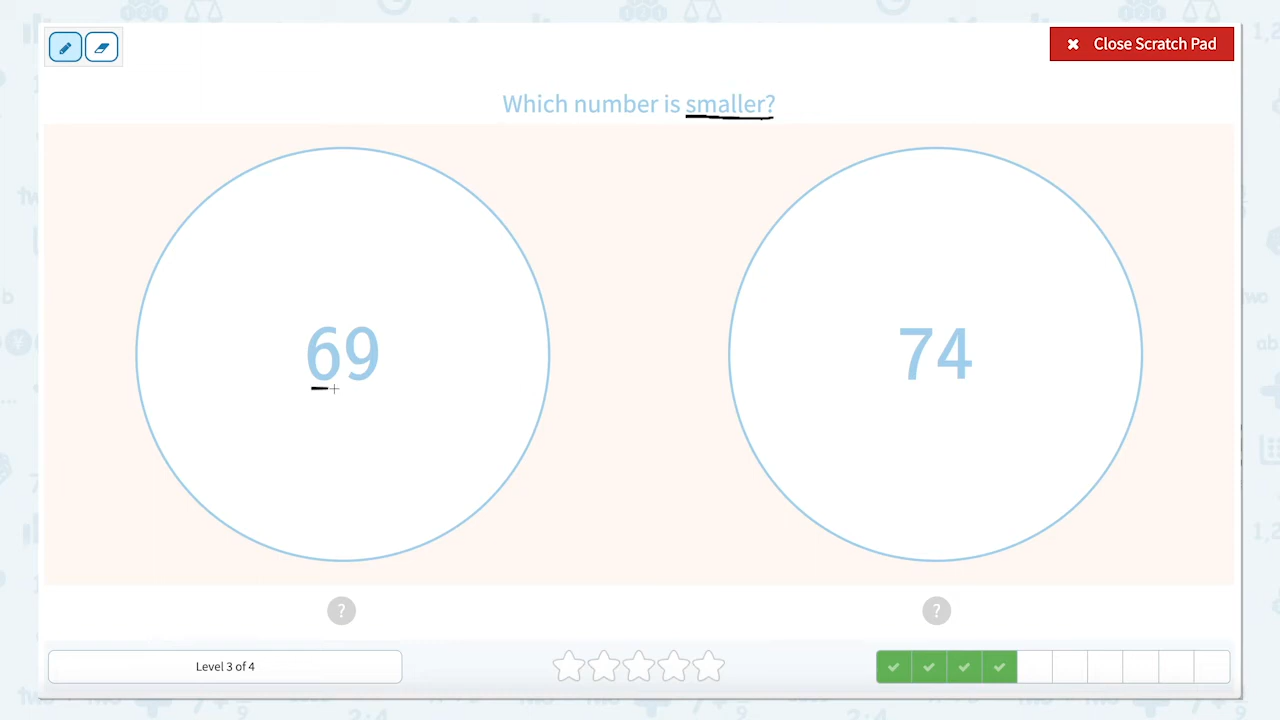 Close Scratch Pad
Which number is smaller?
69
74
?
?
Level 3 of 4